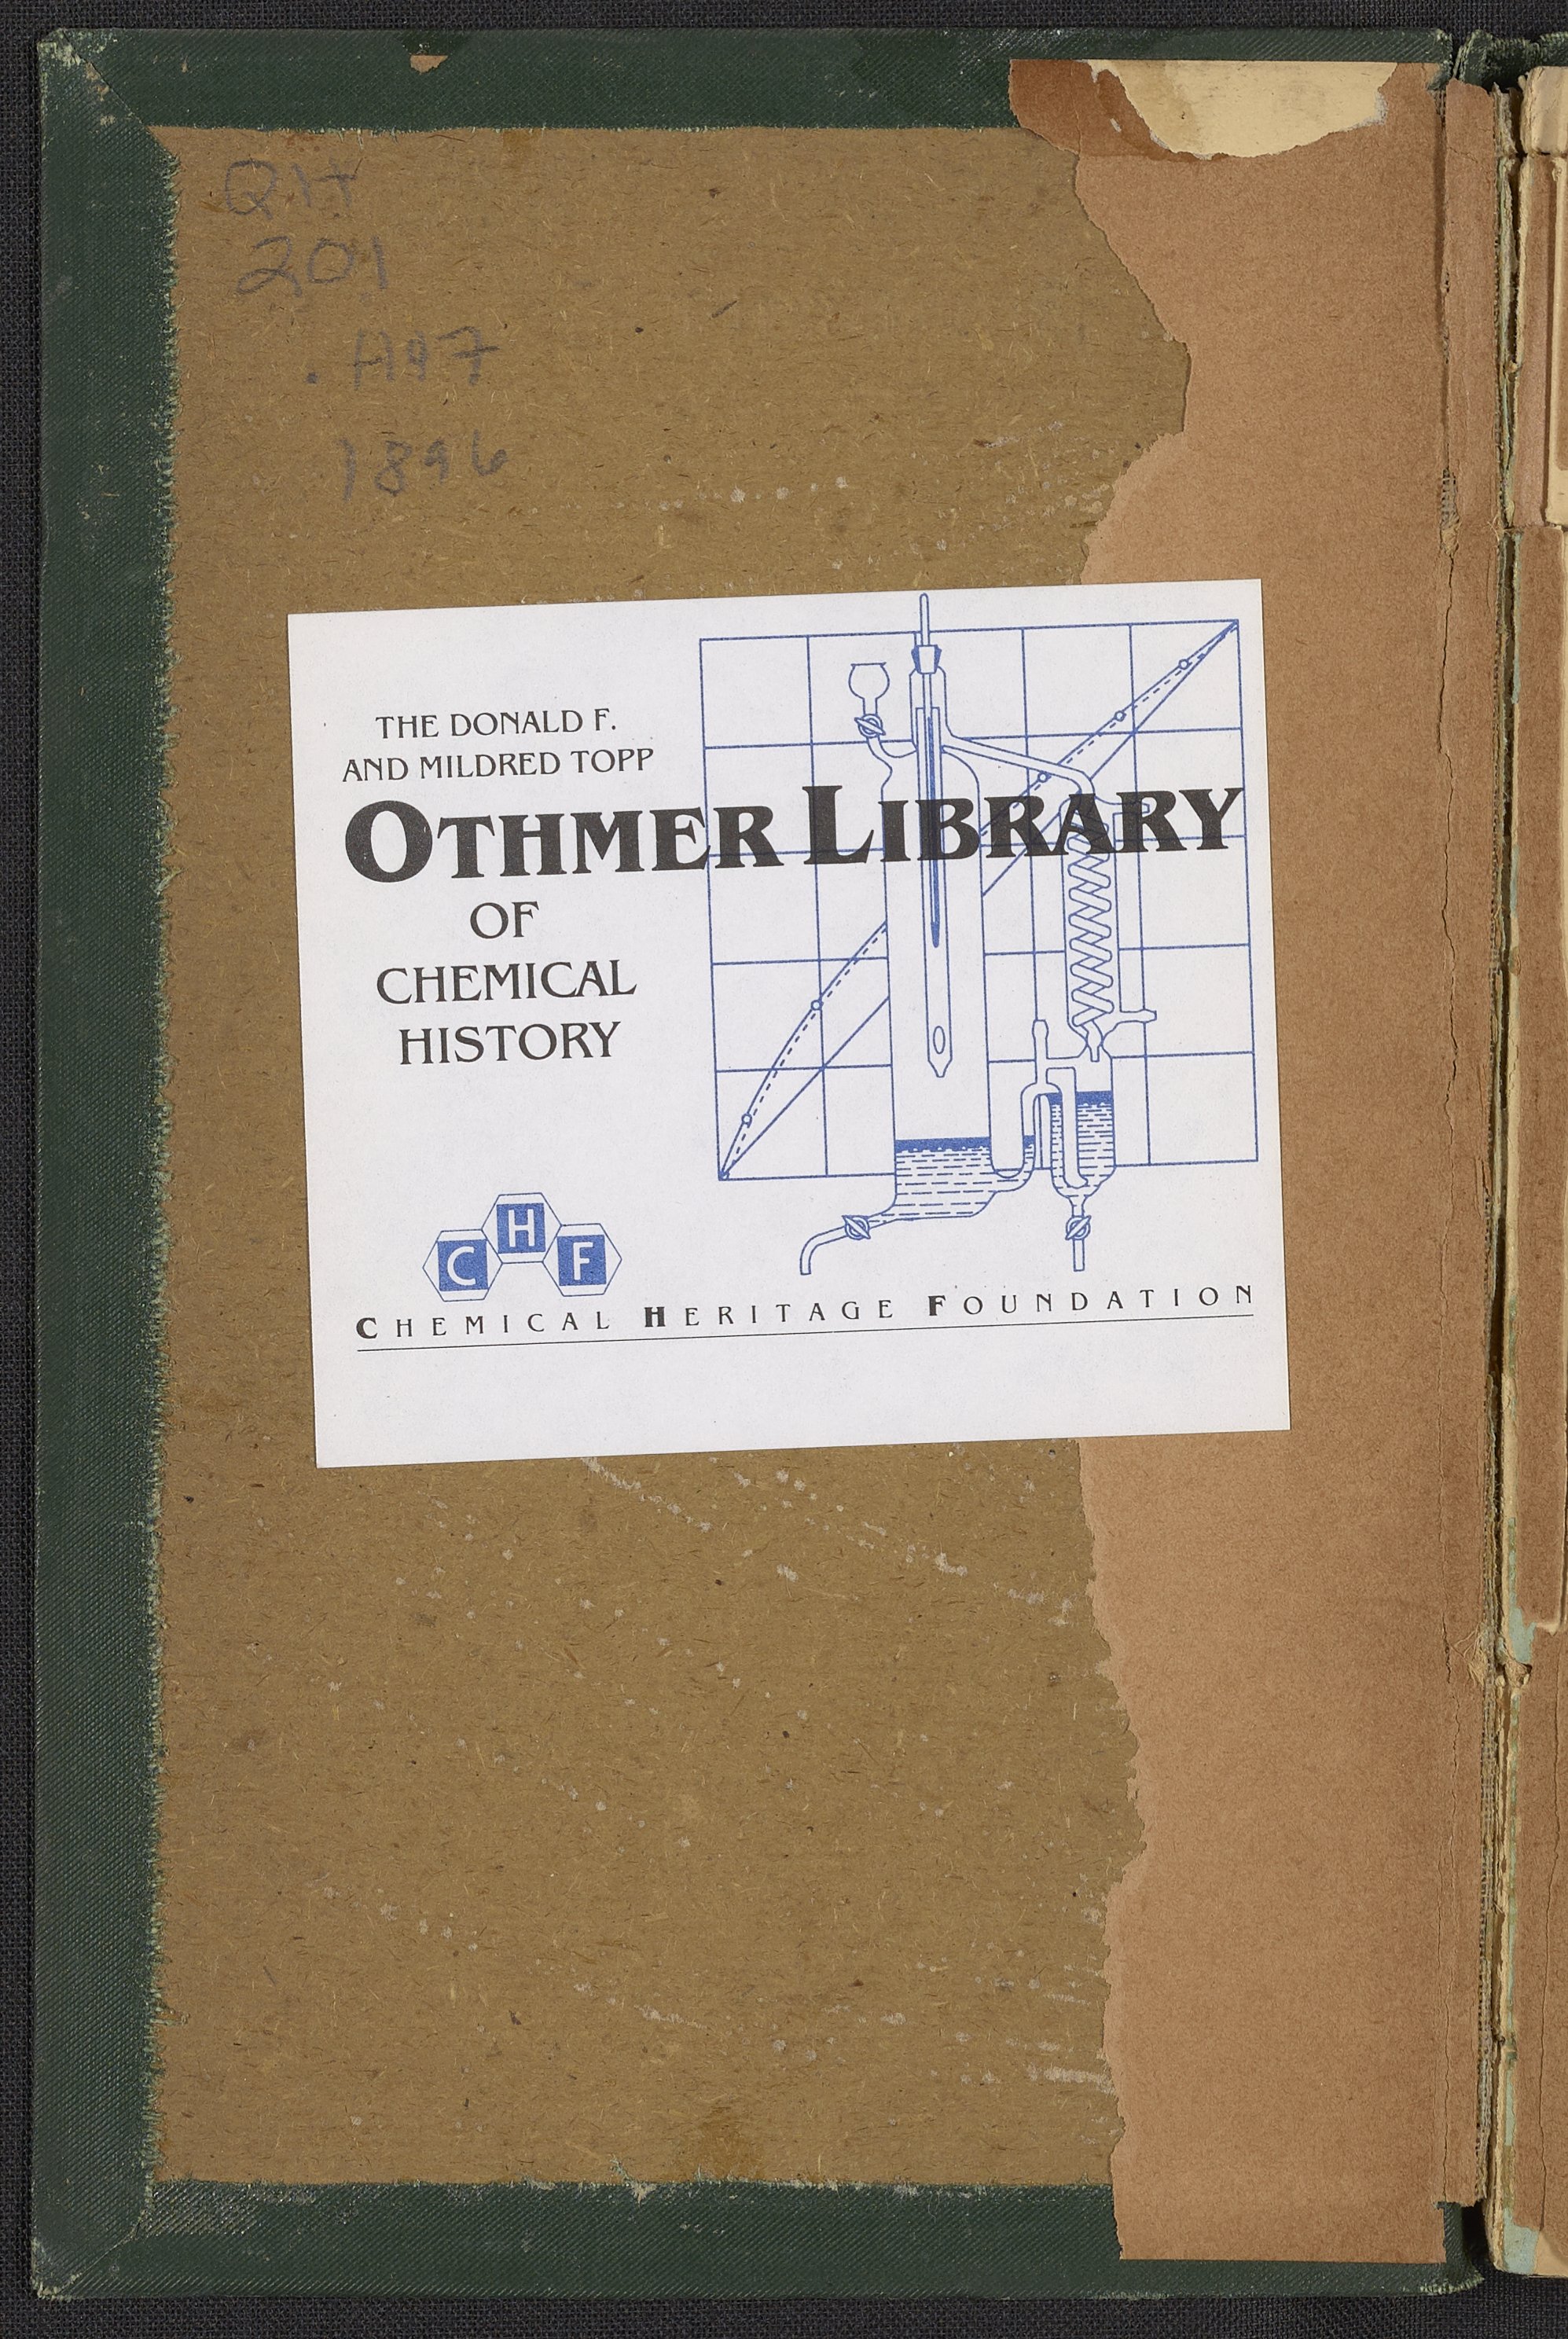 QH
201
.A97
1896
THE DONALD F.
AND MILDRED TOPP
OTHMER LIBRARY
OF
CHEMICAL
HISTORY
CHF
CHEMICAL HERITAGE FOUNDATION